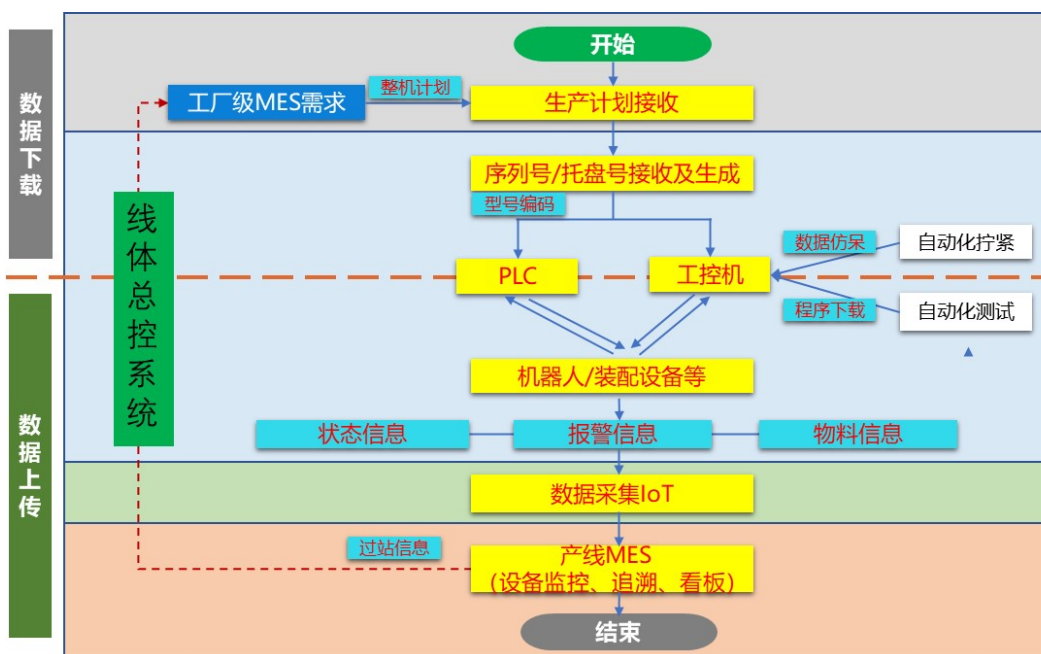 数据下载
开始
工厂级MES需求
整机计划
生产计划接收
序列号/托盘号接收及生成
型号编码
线体总控系统
数据仿呆
自动化拧紧
PLC
工控机
程序下载
自动化测试
机器人/装配设备等
数据上传
状态信息
报警信息
物料信息
数据采集IoT
过站信息
产线MES
（设备监控、追溯、看板）
结束